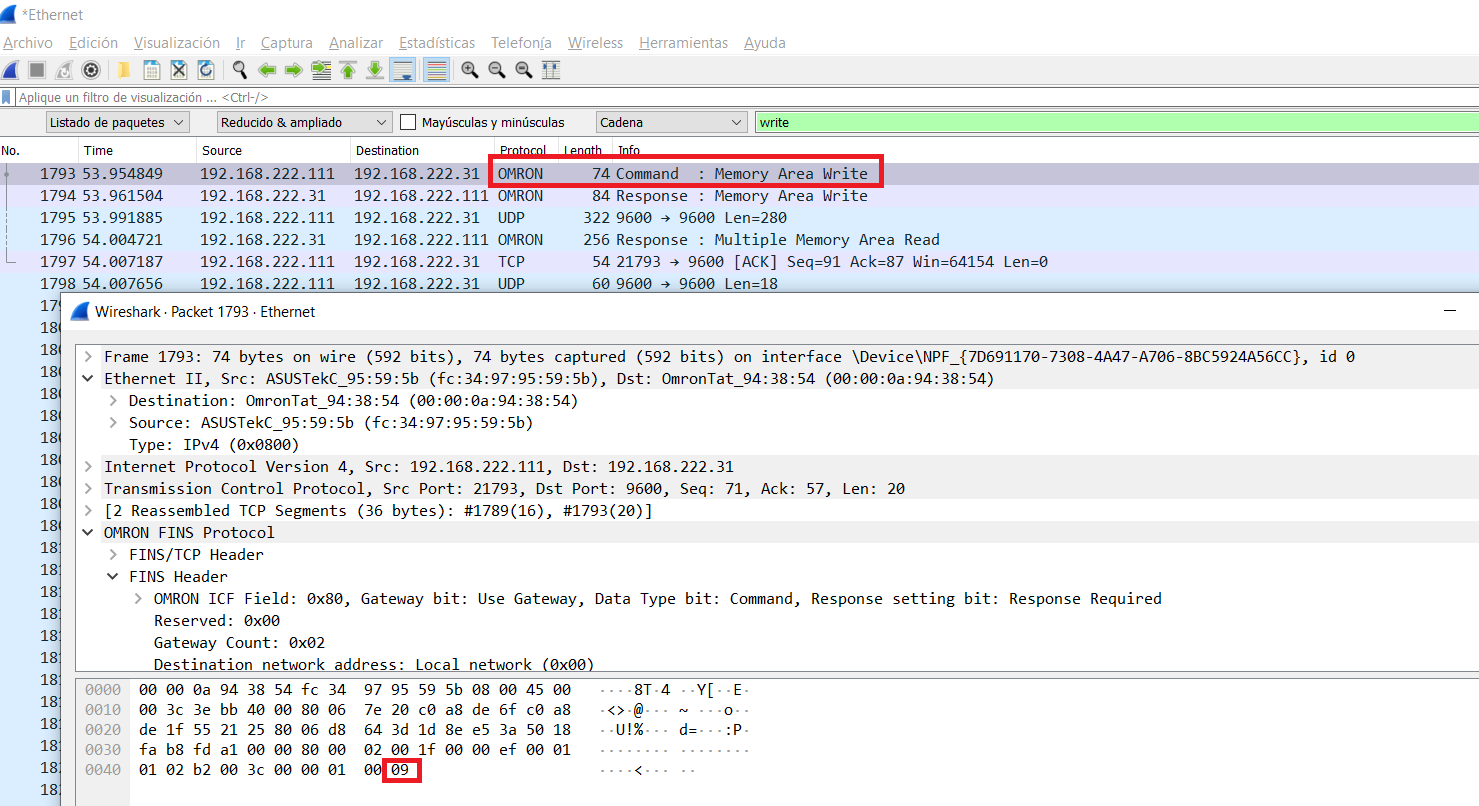 *Ethernet
Archivo Edición Visualización Ir Captura Analizar Estadísticas Telefonía Wireless Herramientas Ayuda
Aplique un filtro de visualización ... <Ctrl-/>
Listado de paquetes Reducido & ampliado Mayúsculas y minúsculas Cadena write
No. Time Source Destination Protocol Length Info
1793 53.954849 192.168.222.111 192.168.222.31 OMRON 74 Command : Memory Area Write
1794 53.961504 192.168.222.31 192.168.222.111 OMRON 84 Response : Memory Area Write
1795 53.991885 192.168.222.111 192.168.222.31 UDP 322 9600 → 9600 Len=280
1796 54.004721 192.168.222.31 192.168.222.111 OMRON 256 Response : Multiple Memory Area Read
1797 54.007187 192.168.222.111 192.168.222.31 TCP 54 21793 → 9600 [ACK] Seq=91 Ack=87 Win=64154 Len=0
1798 54.007656 192.168.222.111 192.168.222.31 UDP 60 9600 → 9600 Len=18
Wireshark · Packet 1793 · Ethernet
Frame 1793: 74 bytes on wire (592 bits), 74 bytes captured (592 bits) on interface \Device\NPF_{7D691170-7308-4A47-A706-8BC5924A56CC}, id 0
Ethernet II, Src: ASUSTekC_95:59:5b (fc:34:97:95:59:5b), Dst: OmronTat_94:38:54 (00:00:0a:94:38:54)
Destination: OmronTat_94:38:54 (00:00:0a:94:38:54)
Source: ASUSTekC_95:59:5b (fc:34:97:95:59:5b)
Type: IPv4 (0x0800)
Internet Protocol Version 4, Src: 192.168.222.111, Dst: 192.168.222.31
Transmission Control Protocol, Src Port: 21793, Dst Port: 9600, Seq: 71, Ack: 57, Len: 20
[2 Reassembled TCP Segments (36 bytes): #1789(16), #1793(20)]
OMRON FINS Protocol
FINS/TCP Header
FINS Header
OMRON ICF Field: 0x80, Gateway bit: Use Gateway, Data Type bit: Command, Response setting bit: Response Required
Reserved: 0x00
Gateway Count: 0x02
Destination network address: Local network (0x00)
0000 00 00 0a 94 38 54 fc 34 97 95 59 5b 08 00 45 00 ····8T·4 ··Y[··E·
0010 00 3c 3e bb 40 00 80 06 7e 20 c0 a8 de 6f c0 a8 ·<>·@··· ~ ···o··
0020 de 1f 55 21 25 80 06 d8 64 3d 1d 8e e5 3a 50 18 ··U!%··· d=···:P·
0030 fa b8 fd a1 00 00 80 00 02 00 1f 00 00 ef 00 01 ········ ········
0040 01 02 b2 00 3c 00 00 01 00 09 ····<··· ··